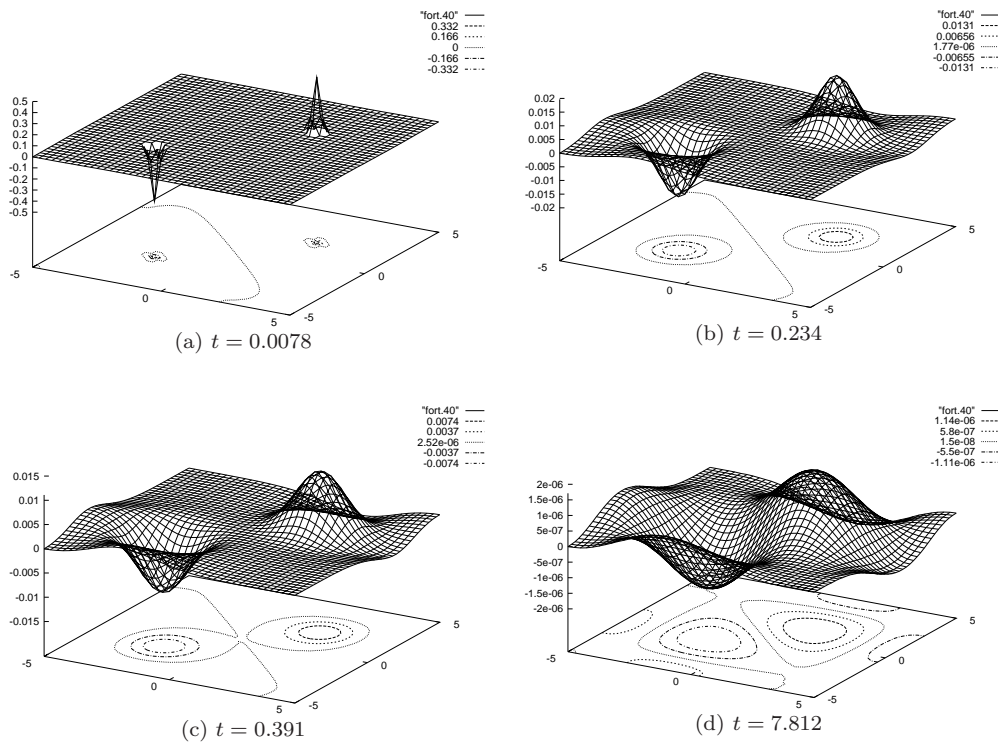 "fort.40"
0.332
0.166
0
-0.166
-0.332
0.5
0.4
0.3
0.2
0.1
0
-0.1
-0.2
-0.3
-0.4
-0.5
-5
0
5
-5
0
5
(a) t = 0.0078
"fort.40"
0.0131
0.00656
1.77e-06
-0.00655
-0.0131
0.02
0.015
0.01
0.005
0
-0.005
-0.01
-0.015
-0.02
-5
0
5
-5
0
5
(b) t = 0.234
"fort.40"
0.0074
0.0037
2.52e-06
-0.0037
-0.0074
0.015
0.01
0.005
0
-0.005
-0.01
-0.015
-5
0
5
-5
0
5
(c) t = 0.391
"fort.40"
1.14e-06
5.8e-07
1.5e-08
-5.5e-07
-1.11e-06
2e-06
1.5e-06
1e-06
5e-07
0
-5e-07
-1e-06
-1.5e-06
-2e-06
-5
0
5
-5
0
5
(d) t = 7.812